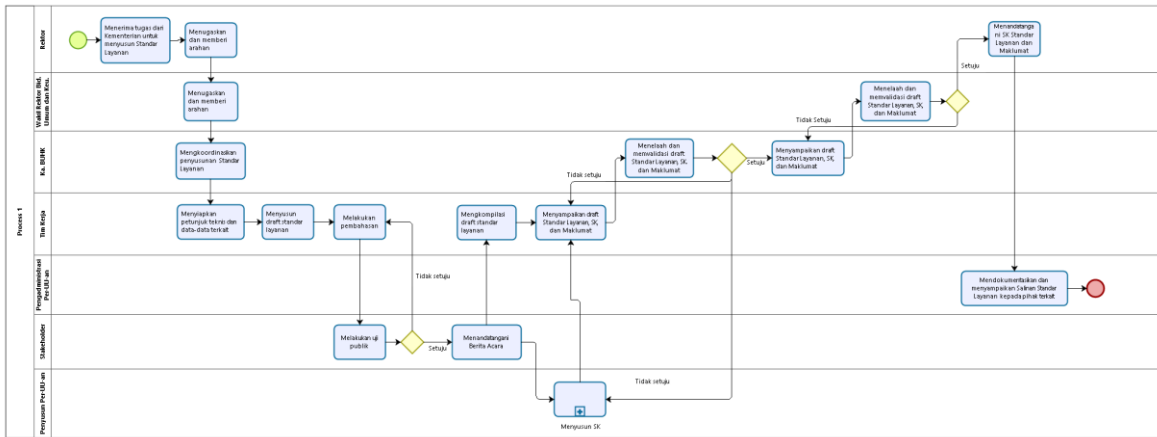 Process 1
Rektor
Menerima tugas dari
Kementerian untuk
menyusun Standar
Layanan
Menugaskan
dan memberi
arahan
Menandatanga
ni SK Stander
Layanan dan
Maklumat
Setuju
Wakil Rektor Bid.
Umum dan Keu.
Menugaskan
dan memberi
arahan
Menelaah dan
memvalidasi draft
Standar Layanan, SK,
dan Maklumat
Tidak Setuju
Ka. BUHK
Mengkoordinasikan
penyusunan Standar
Layanan
Menelaah dan
memvalidasi draft
Standar Layanan, SK,
dan Maklumat
Setuju
Menyampaikan draft
Standar Layanan, SK,
dan Maklumat
Tidak setuju
Tim Kerja
Menyiapkan
petunjuk teknis dan
data-data terkait
Menyusun
draft standar
layanan
Melakukan
pembahasan
Mengkompilasi
draft standar
layanan
Menyampaikan draft
Standar Layanan, SK,
dan Maklumat
Pengadministrasi
Per-UU-an
Tidak setuju
Mendokumentasikan dan
menyampaikan Salinan Standar
Layanan kepada pihak terkait
Stakeholder
Melakukan uji
publik
Setuju
Menandatangani
Berita Acara
Penyusun Per-UU-an
Tidak setuju
Menyusun SK